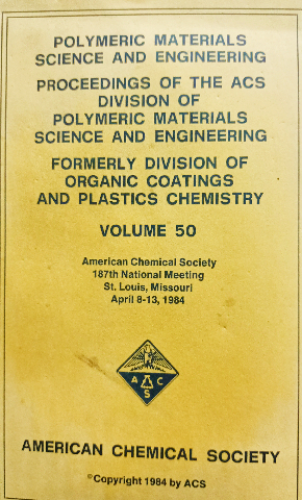 POLYMERIC MATERIALS
SCIENCE AND ENGINEERING
PROCEEDINGS OF THE ACS
DIVISION OF
POLYMERIC MATERIALS
SCIENCE AND ENGINEERING
FORMERLY DIVISION OF
ORGANIC COATINGS
AND PLASTICS CHEMISTRY
VOLUME 50
American Chemical Society
187th National Meeting
St. Louis, Missouri
April 8-13, 1984
A C
S
AMERICAN CHEMICAL SOCIETY
©Copyright 1984 by ACS